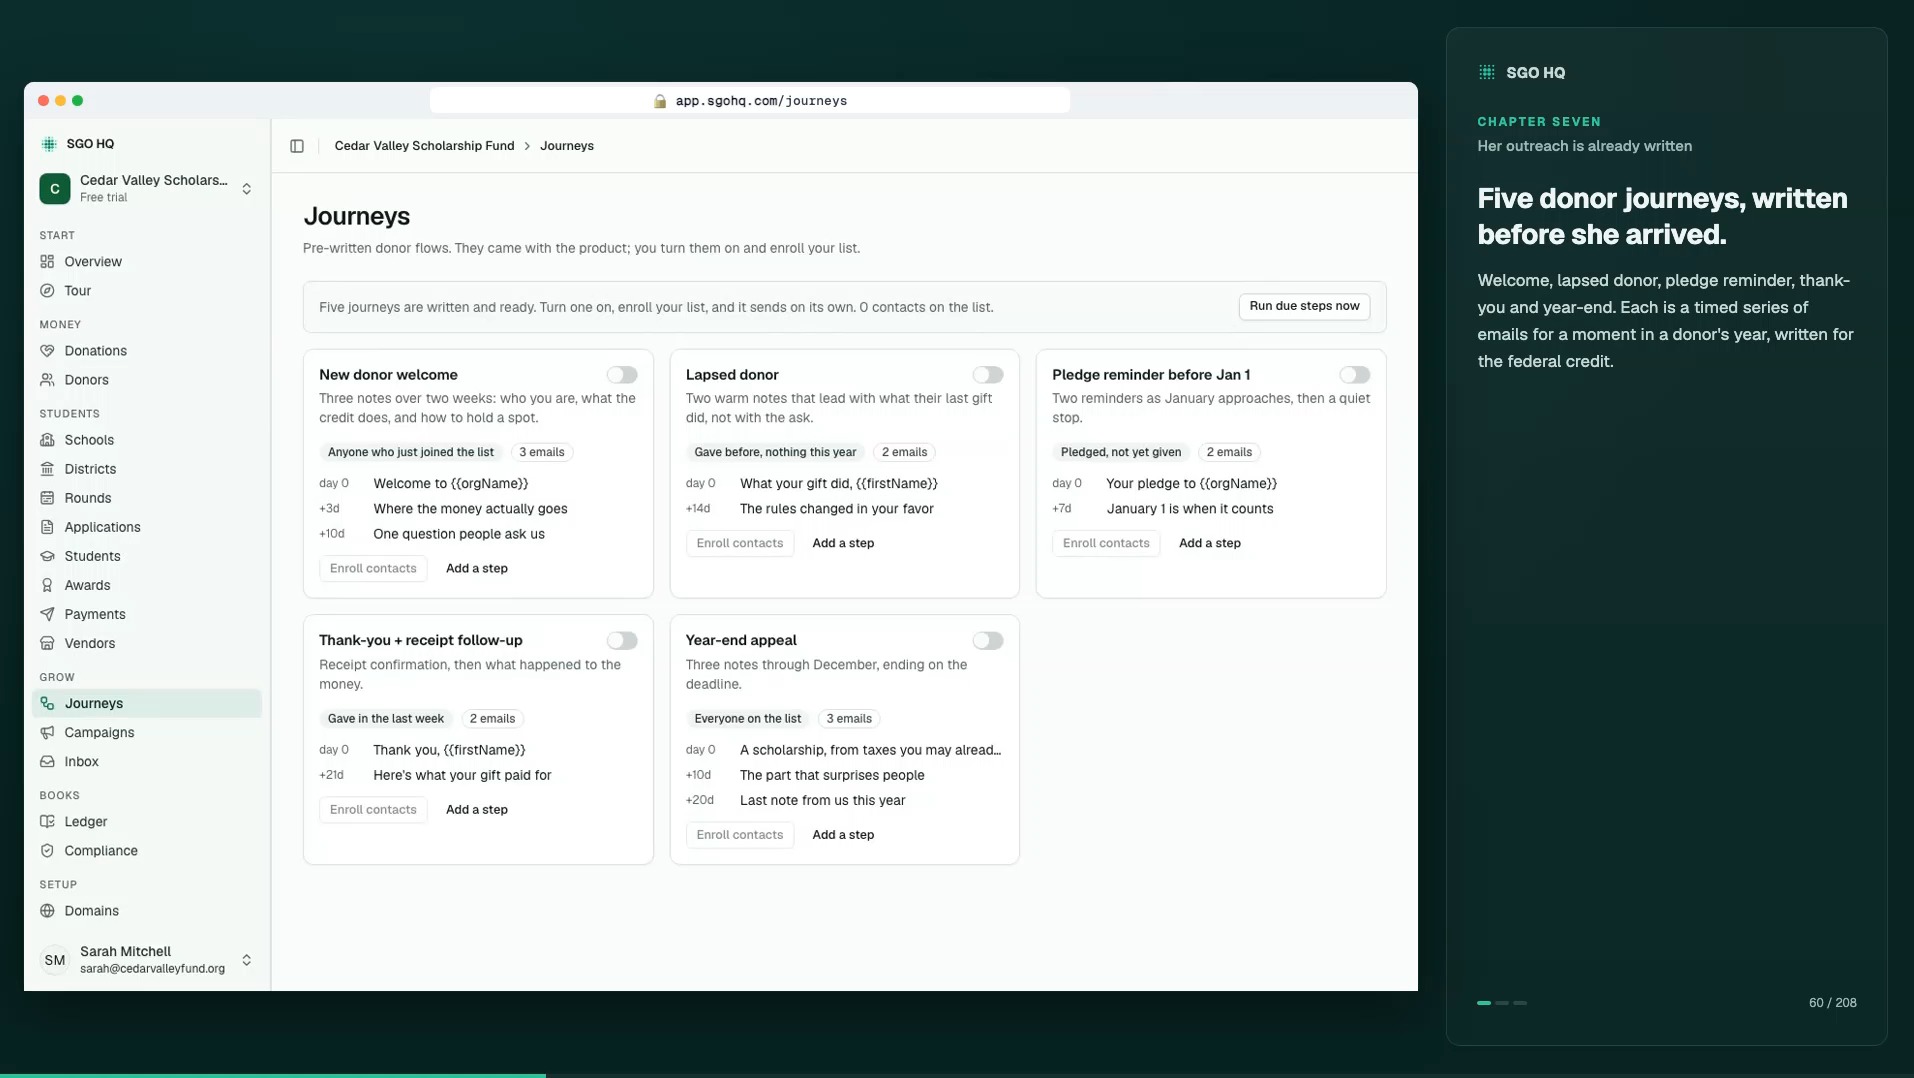 app.sgohq.com/journeys
SGO HQ
C
Cedar Valley Scholars...
Free trial
START
Overview
Tour
MONEY
Donations
Donors
STUDENTS
Schools
Districts
Rounds
Applications
Students
Awards
Payments
Vendors
GROW
Journeys
Campaigns
Inbox
BOOKS
Ledger
Compliance
SETUP
Domains
SM
Sarah Mitchell
sarah@cedarvalleyfund.org
Cedar Valley Scholarship Fund > Journeys
Journeys
Pre-written donor flows. They came with the product; you turn them on and enroll your list.
Five journeys are written and ready. Turn one on, enroll your list, and it sends on its own. 0 contacts on the list.
Run due steps now
New donor welcome
Three notes over two weeks: who you are, what the
credit does, and how to hold a spot.
Anyone who just joined the list 3 emails
day 0 Welcome to {{orgName}}
+3d Where the money actually goes
+10d One question people ask us
Enroll contacts Add a step
Lapsed donor
Two warm notes that lead with what their last gift
did, not with the ask.
Gave before, nothing this year 2 emails
day 0 What your gift did, {{firstName}}
+14d The rules changed in your favor
Enroll contacts Add a step
Pledge reminder before Jan 1
Two reminders as January approaches, then a quiet
stop.
Pledged, not yet given 2 emails
day 0 Your pledge to {{orgName}}
+7d January 1 is when it counts
Enroll contacts Add a step
Thank-you + receipt follow-up
Receipt confirmation, then what happened to the
money.
Gave in the last week 2 emails
day 0 Thank you, {{firstName}}
+21d Here's what your gift paid for
Enroll contacts Add a step
Year-end appeal
Three notes through December, ending on the
deadline.
Everyone on the list 3 emails
day 0 A scholarship, from taxes you may alread...
+10d The part that surprises people
+20d Last note from us this year
Enroll contacts Add a step
SGO HQ
CHAPTER SEVEN
Her outreach is already written
Five donor journeys, written
before she arrived.
Welcome, lapsed donor, pledge reminder, thank-
you and year-end. Each is a timed series of
emails for a moment in a donor's year, written for
the federal credit.
60 / 208